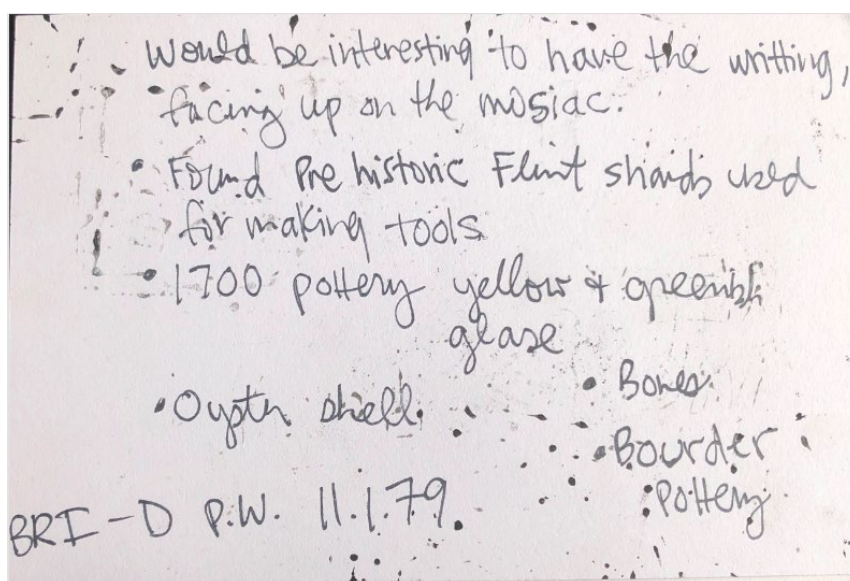 Would be interesting to have the writting,
facing up on the mosiac.
• Found Pre historic Flint shards used
for making tools
• 1700 pottery yellow & greenish
glase
• Oyster shell.
• Bones.
• Bourder
Pottery
BRI-D P.W. 11.1.79.